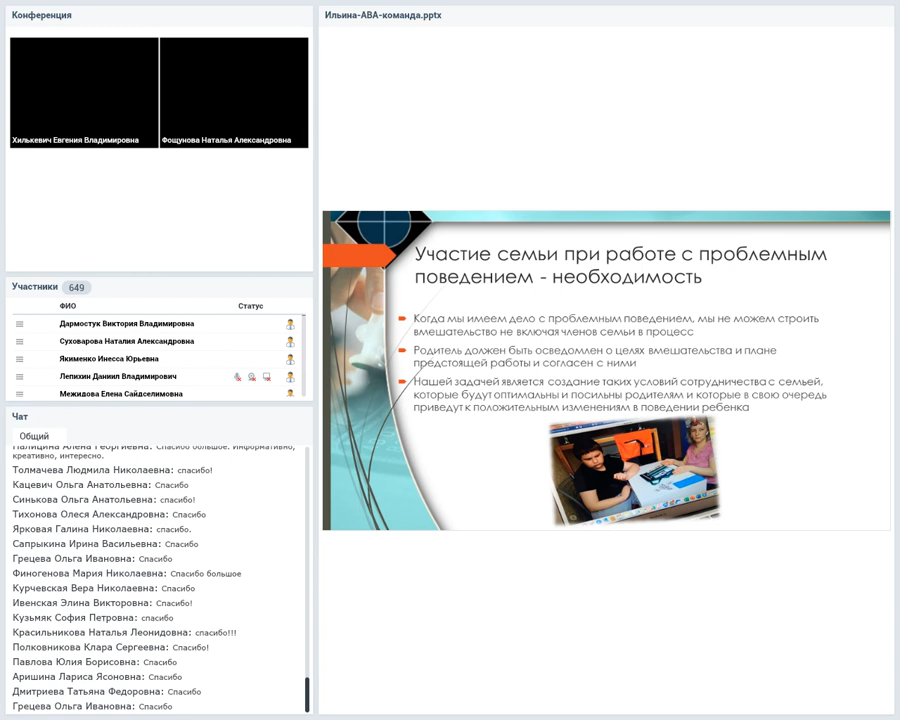 Конференция
Хилькевич Евгения Владимировна
Фощунова Наталья Александровна
Участники 649
ФИО Статус
Дармостук Виктория Владимировна
Суховарова Наталия Александровна
Якименко Инесса Юрьевна
Лепихин Даниил Владимирович
Межидова Елена Сайдселимовна
Чат
Общий
Палицина Алена Георгиевна: Спасибо большое. Информативно,
креативно, интересно.
Толмачева Людмила Николаевна: спасибо!
Кацевич Ольга Анатольевна: Спасибо
Синькова Ольга Анатольевна: спасибо!
Тихонова Олеся Александровна: Спасибо
Ярковая Галина Николаевна: спасибо.
Сапрыкина Ирина Васильевна: Спасибо
Грецева Ольга Ивановна: Спасибо
Финогенова Мария Николаевна: Спасибо большое
Курчевская Вера Николаевна: Спасибо
Ивенская Элина Викторовна: Спасибо!
Кузьмяк София Петровна: спасибо
Красильникова Наталья Леонидовна: спасибо!!!
Полковникова Клара Сергеевна: Спасибо!
Павлова Юлия Борисовна: Спасибо
Аришина Лариса Ясоновна: Спасибо
Дмитриева Татьяна Федоровна: Спасибо
Грецева Ольга Ивановна: Спасибо
Ильина-АВА-команда.pptx
Участие семьи при работе с проблемным
поведением - необходимость
Когда мы имеем дело с проблемным поведением, мы не можем строить
вмешательство не включая членов семьи в процесс
Родитель должен быть осведомлен о целях вмешательства и плане
предстоящей работы и согласен с ними
Нашей задачей является создание таких условий сотрудничества с семьей,
которые будут оптимальны и посильны родителям и которые в свою очередь
приведут к положительным изменениям в поведении ребенка